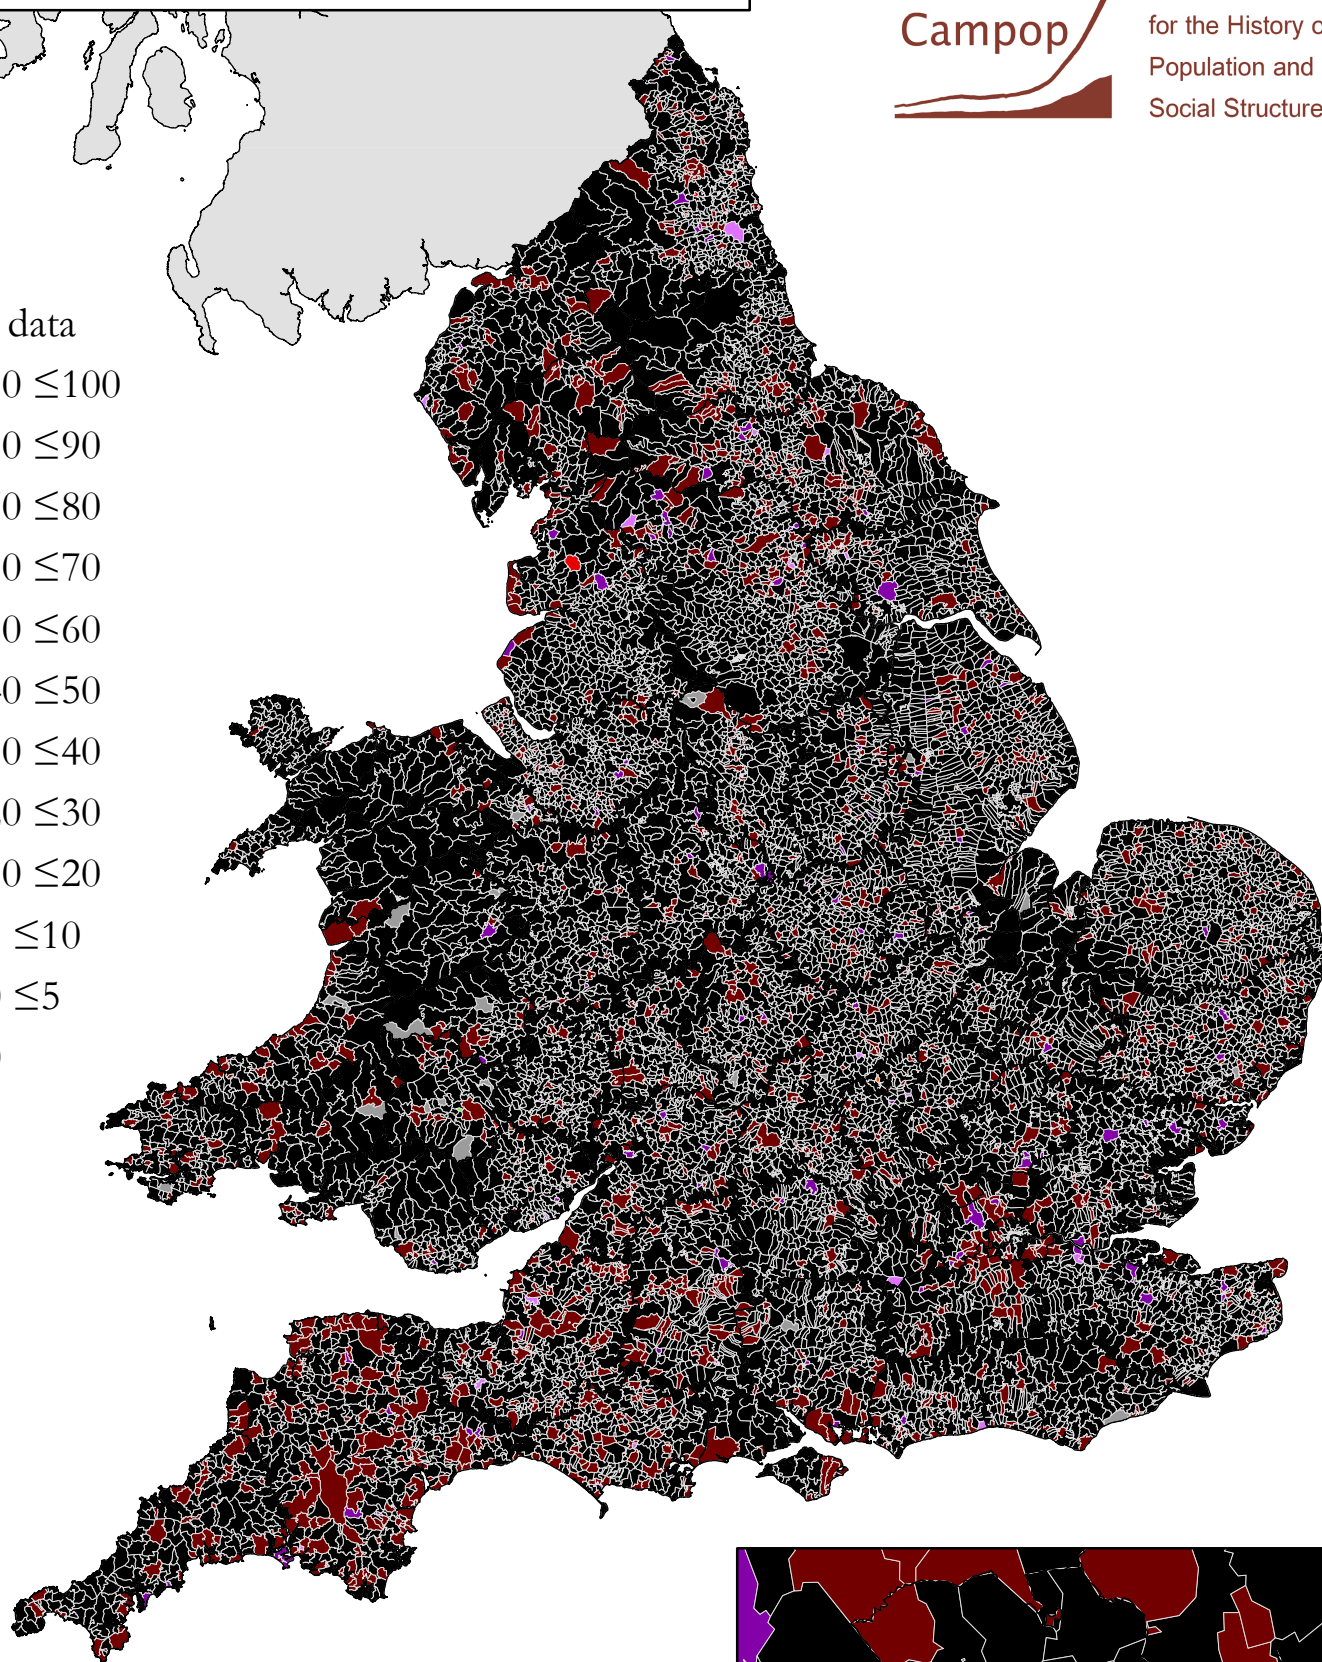 Campop
for the History o
Population and
Social Structure
data
0 ≤100
0 ≤90
0 ≤80
0 ≤70
0 ≤60
0 ≤50
0 ≤40
0 ≤30
0 ≤20
≤10
≤5